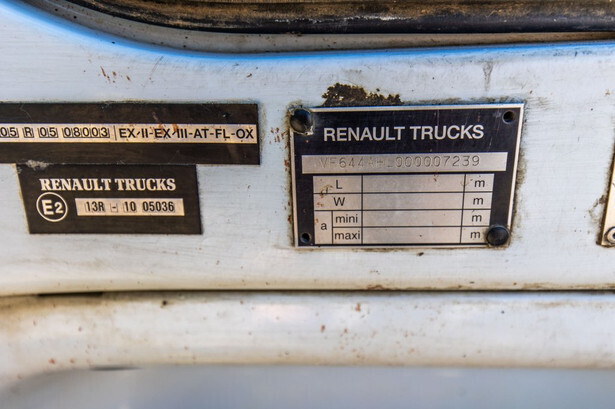 05 R 05 08003 EX/II-EX/III-AT-FL-OX
RENAULT TRUCKS
E2 13R - 10 05036
RENAULT TRUCKS
L m
W m
a mini m
maxi m